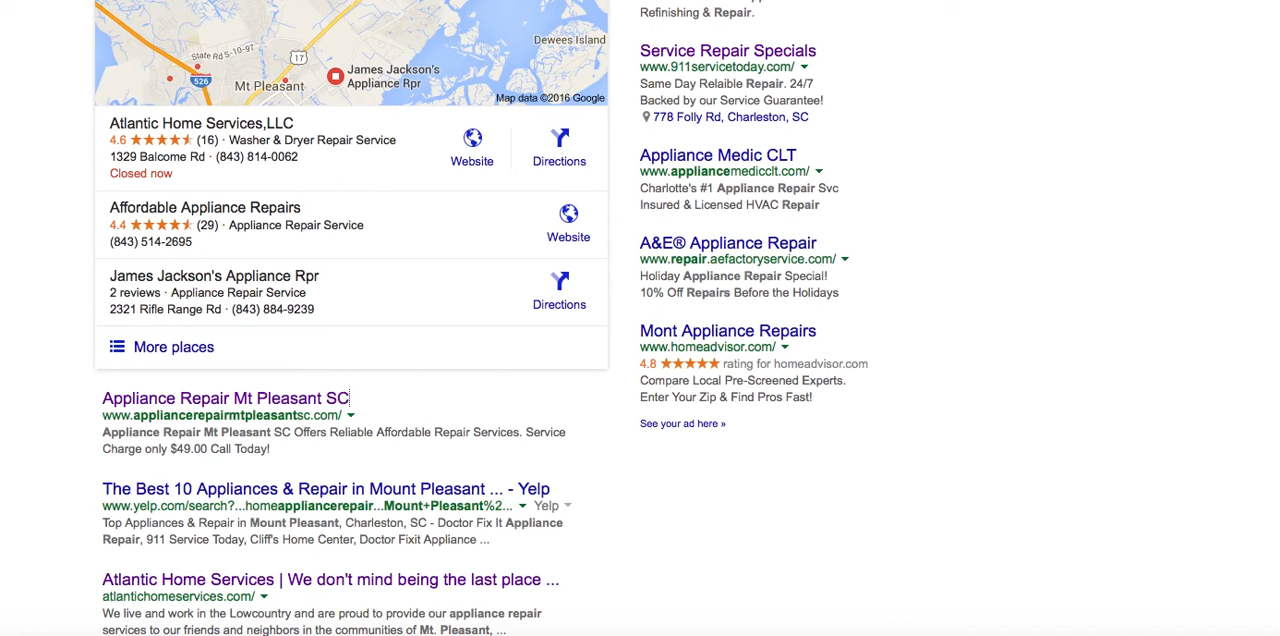 Dewees Island
State Rd S-10-97
17
526
Mt Pleasant
James Jackson's
Appliance Rpr
Map data ©2016 Google
Atlantic Home Services,LLC
4.6 (16) · Washer & Dryer Repair Service
1329 Balcome Rd · (843) 814-0062
Closed now
Website
Directions
Affordable Appliance Repairs
4.4 (29) · Appliance Repair Service
(843) 514-2695
Website
James Jackson's Appliance Rpr
2 reviews · Appliance Repair Service
2321 Rifle Range Rd · (843) 884-9239
Directions
More places
Appliance Repair Mt Pleasant SC
www.appliancerepairmtpleasantsc.com/
Appliance Repair Mt Pleasant SC Offers Reliable Affordable Repair Services. Service
Charge only $49.00 Call Today!
The Best 10 Appliances & Repair in Mount Pleasant ... - Yelp
www.yelp.com/search?...homeappliancerepair...Mount+Pleasant%2... Yelp
Top Appliances & Repair in Mount Pleasant, Charleston, SC - Doctor Fix It Appliance
Repair, 911 Service Today, Cliff's Home Center, Doctor Fixit Appliance ...
Atlantic Home Services | We don't mind being the last place ...
atlantichomeservices.com/
We live and work in the Lowcountry and are proud to provide our appliance repair
services to our friends and neighbors in the communities of Mt. Pleasant, ...
Refinishing & Repair.
Service Repair Specials
www.911servicetoday.com/
Same Day Relaible Repair. 24/7
Backed by our Service Guarantee!
778 Folly Rd, Charleston, SC
Appliance Medic CLT
www.appliancemedicclt.com/
Charlotte's #1 Appliance Repair Svc
Insured & Licensed HVAC Repair
A&E® Appliance Repair
www.repair.aefactoryservice.com/
Holiday Appliance Repair Special!
10% Off Repairs Before the Holidays
Mont Appliance Repairs
www.homeadvisor.com/
4.8 rating for homeadvisor.com
Compare Local Pre-Screened Experts.
Enter Your Zip & Find Pros Fast!
See your ad here »